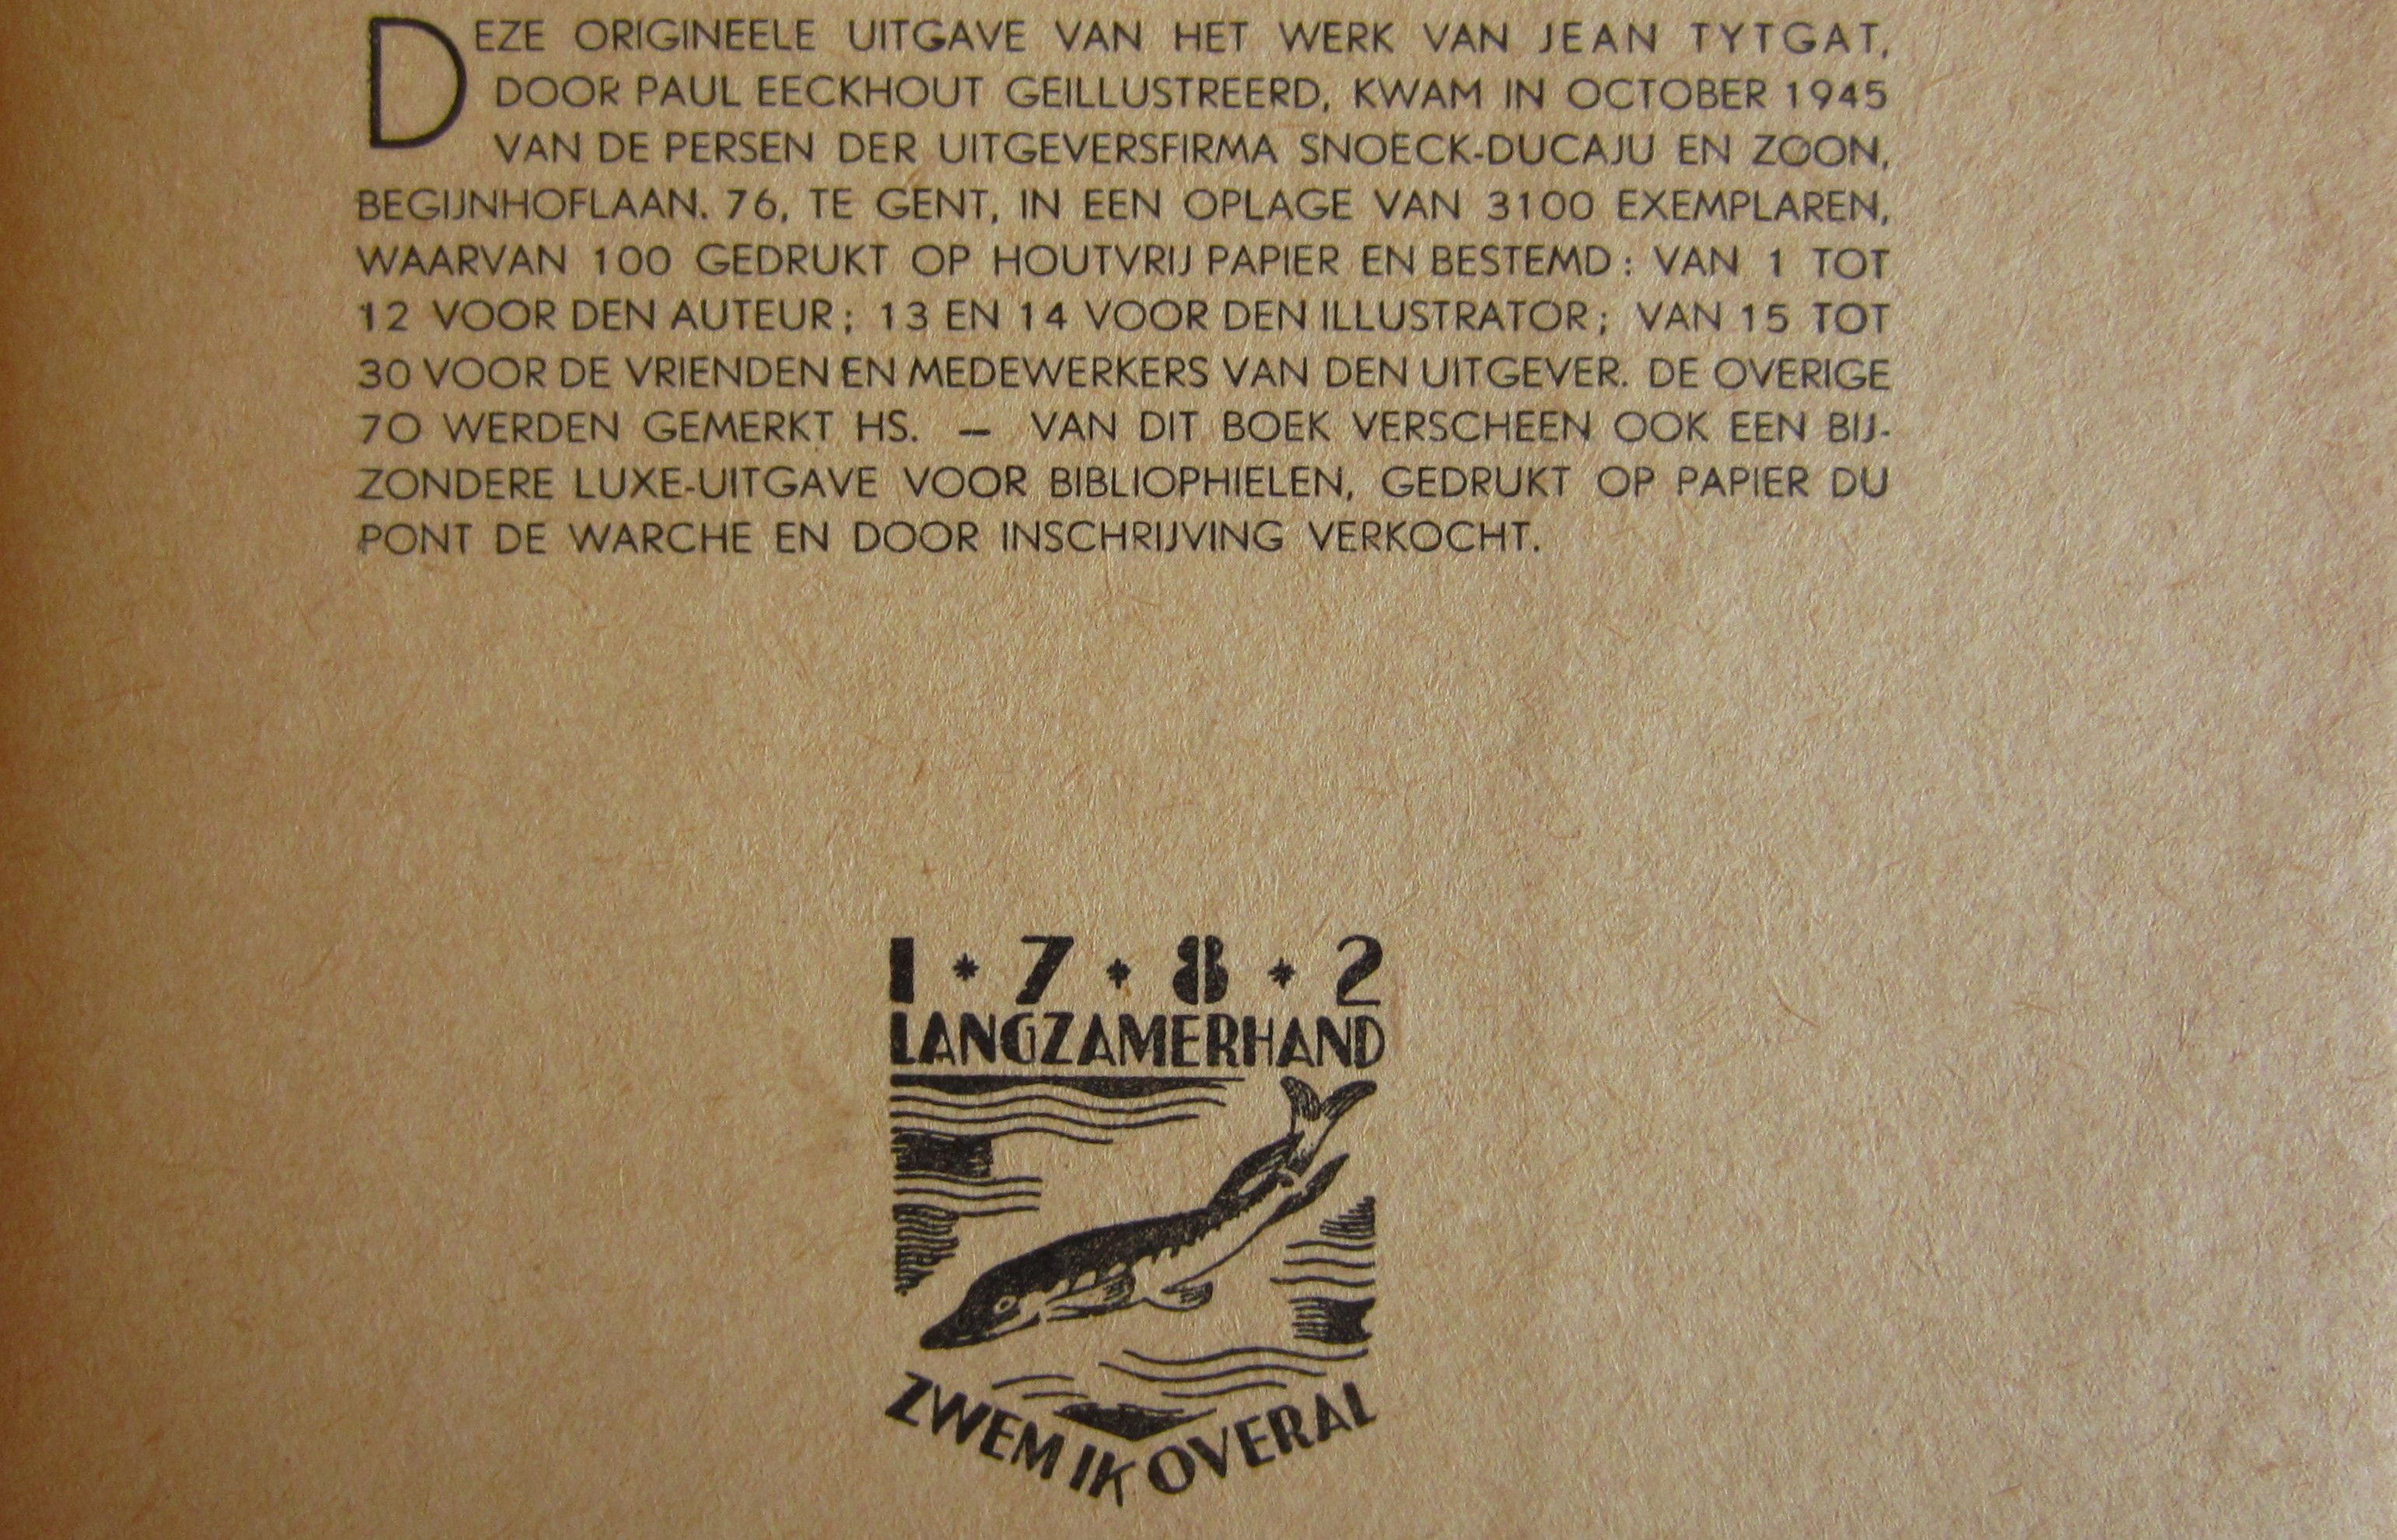 DEZE ORIGINEELE UITGAVE VAN HET WERK VAN JEAN TYTGAT,
DOOR PAUL EECKHOUT GEILLUSTREERD, KWAM IN OCTOBER 1945
VAN DE PERSEN DER UITGEVERSFIRMA SNOECK-DUCAJU EN ZOON,
BEGIJNHOFLAAN. 76, TE GENT, IN EEN OPLAGE VAN 3100 EXEMPLAREN,
WAARVAN 100 GEDRUKT OP HOUTVRIJ PAPIER EN BESTEMD : VAN 1 TOT
12 VOOR DEN AUTEUR ; 13 EN 14 VOOR DEN ILLUSTRATOR ; VAN 15 TOT
30 VOOR DE VRIENDEN EN MEDEWERKERS VAN DEN UITGEVER. DE OVERIGE
70 WERDEN GEMERKT HS. — VAN DIT BOEK VERSCHEEN OOK EEN BIJ-
ZONDERE LUXE-UITGAVE VOOR BIBLIOPHIELEN, GEDRUKT OP PAPIER DU
PONT DE WARCHE EN DOOR INSCHRIJVING VERKOCHT.
1 * 7 * 8 * 2
LANGZAMERHAND
ZWEM IK OVERAL